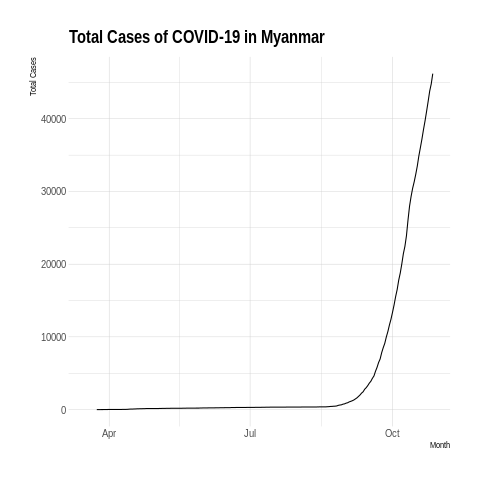 Total Cases of COVID-19 in Myanmar
Total Cases
40000
30000
20000
10000
0
Apr Jul Oct
Month